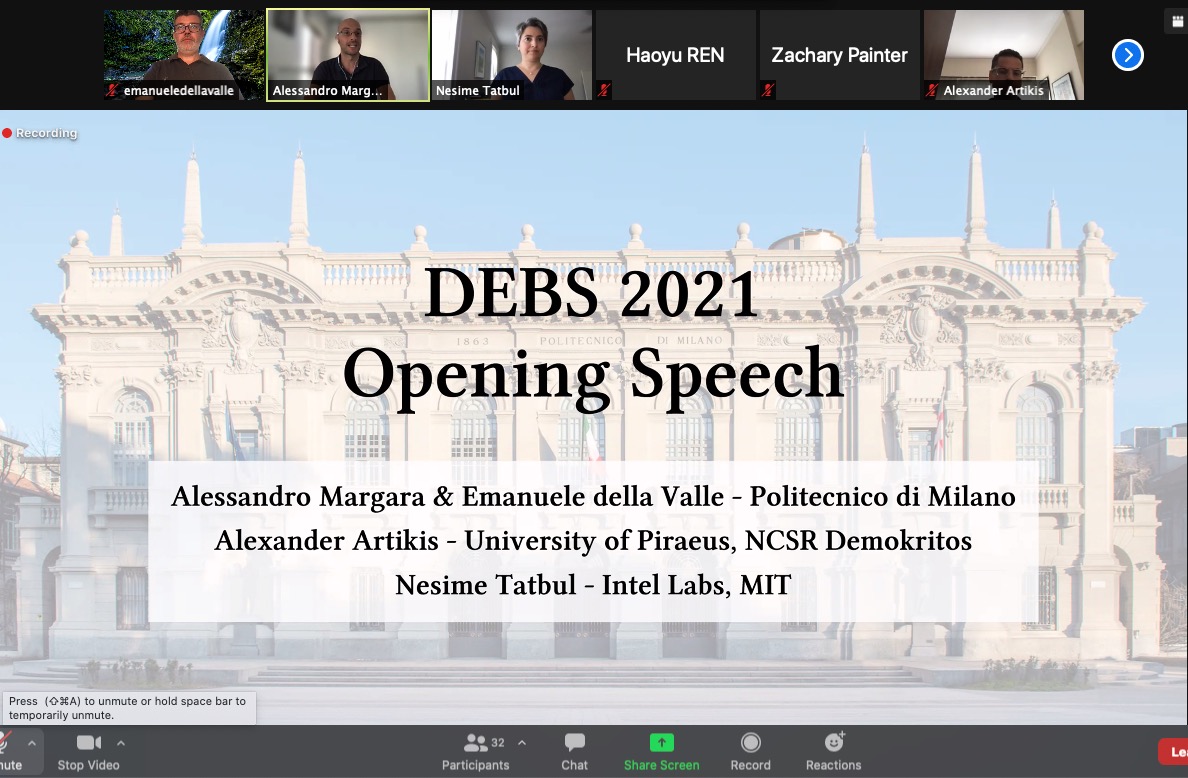 Haoyu REN
Zachary Painter
emanueledellavalle
Alessandro Marg...
Nesime Tatbul
Alexander Artikis
Recording
DEBS 2021
Opening Speech
1863 POLITECNICO DI MILANO
Alessandro Margara & Emanuele della Valle - Politecnico di Milano
Alexander Artikis - University of Piraeus, NCSR Demokritos
Nesime Tatbul - Intel Labs, MIT
Press (⇧⌘A) to unmute or hold space bar to
temporarily unmute.
32
nute
Stop Video
Participants
Chat
Share Screen
Record
Reactions
Lea